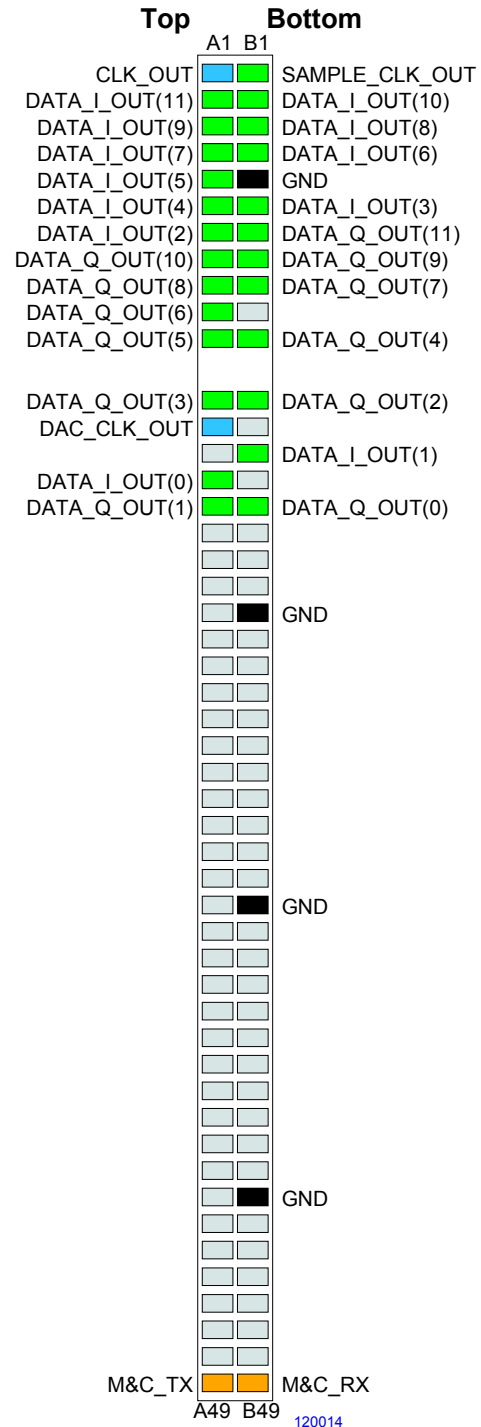 Top Bottom
A1 B1
CLK_OUT SAMPLE_CLK_OUT
DATA_I_OUT(11) DATA_I_OUT(10)
DATA_I_OUT(9) DATA_I_OUT(8)
DATA_I_OUT(7) DATA_I_OUT(6)
DATA_I_OUT(5) GND
DATA_I_OUT(4) DATA_I_OUT(3)
DATA_I_OUT(2) DATA_Q_OUT(11)
DATA_Q_OUT(10) DATA_Q_OUT(9)
DATA_Q_OUT(8) DATA_Q_OUT(7)
DATA_Q_OUT(6)
DATA_Q_OUT(5) DATA_Q_OUT(4)
DATA_Q_OUT(3) DATA_Q_OUT(2)
DAC_CLK_OUT
DATA_I_OUT(1)
DATA_I_OUT(0)
DATA_Q_OUT(1) DATA_Q_OUT(0)
GND
GND
GND
M&C_TX M&C_RX
A49 B49
120014